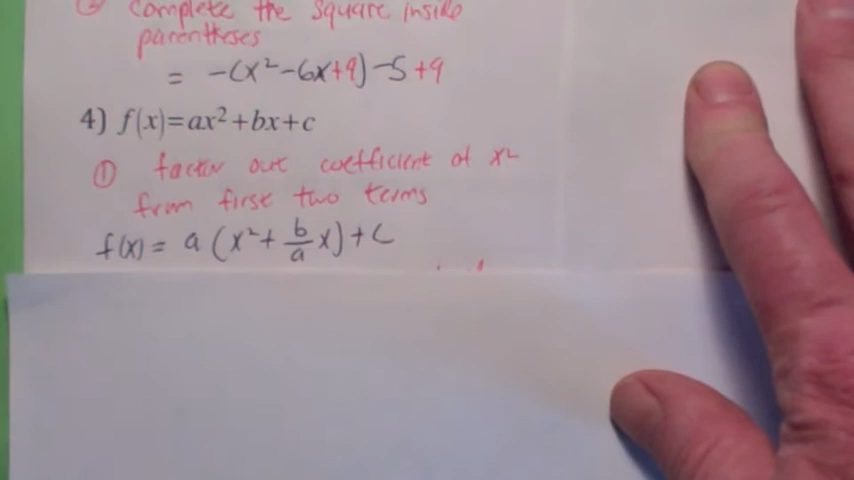 ② complete the square inside
parentheses
= -(x²-6x+9)-5+9
4) f(x)=ax²+bx+c
① factor out coefficient of x²
from first two terms
f(x) = a(x²+b/a x)+c